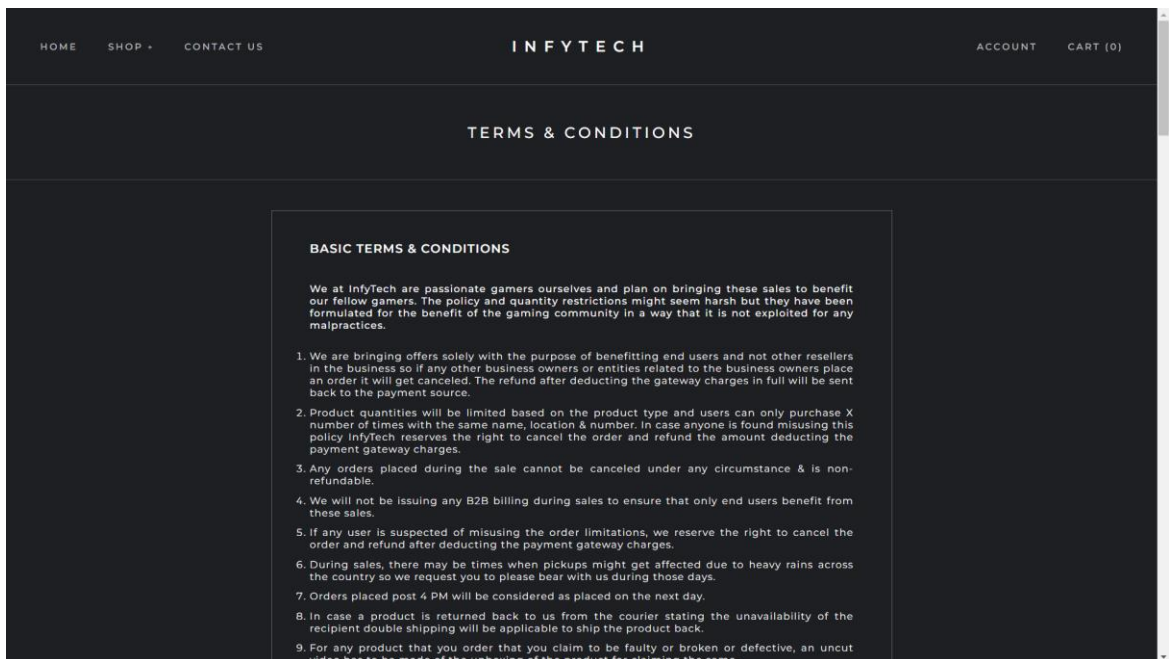 HOME SHOP + CONTACT US INFYTECH ACCOUNT CART (0)
TERMS & CONDITIONS
BASIC TERMS & CONDITIONS
We at InfyTech are passionate gamers ourselves and plan on bringing these sales to benefit
our fellow gamers. The policy and quantity restrictions might seem harsh but they have been
formulated for the benefit of the gaming community in a way that it is not exploited for any
malpractices.
1. We are bringing offers solely with the purpose of benefitting end users and not other resellers
in the business so if any other business owners or entities related to the business owners place
an order it will get canceled. The refund after deducting the gateway charges in full will be sent
back to the payment source.
2. Product quantities will be limited based on the product type and users can only purchase X
number of times with the same name, location & number. In case anyone is found misusing this
policy InfyTech reserves the right to cancel the order and refund the amount deducting the
payment gateway charges.
3. Any orders placed during the sale cannot be canceled under any circumstance & is non-
refundable.
4. We will not be issuing any B2B billing during sales to ensure that only end users benefit from
these sales.
5. If any user is suspected of misusing the order limitations, we reserve the right to cancel the
order and refund after deducting the payment gateway charges.
6. During sales, there may be times when pickups might get affected due to heavy rains across
the country so we request you to please bear with us during those days.
7. Orders placed post 4 PM will be considered as placed on the next day.
8. In case a product is returned back to us from the courier stating the unavailability of the
recipient double shipping will be applicable to ship the product back.
9. For any product that you order that you claim to be faulty or broken or defective, an uncut
video has to be made of the unboxing of the product for claiming the same